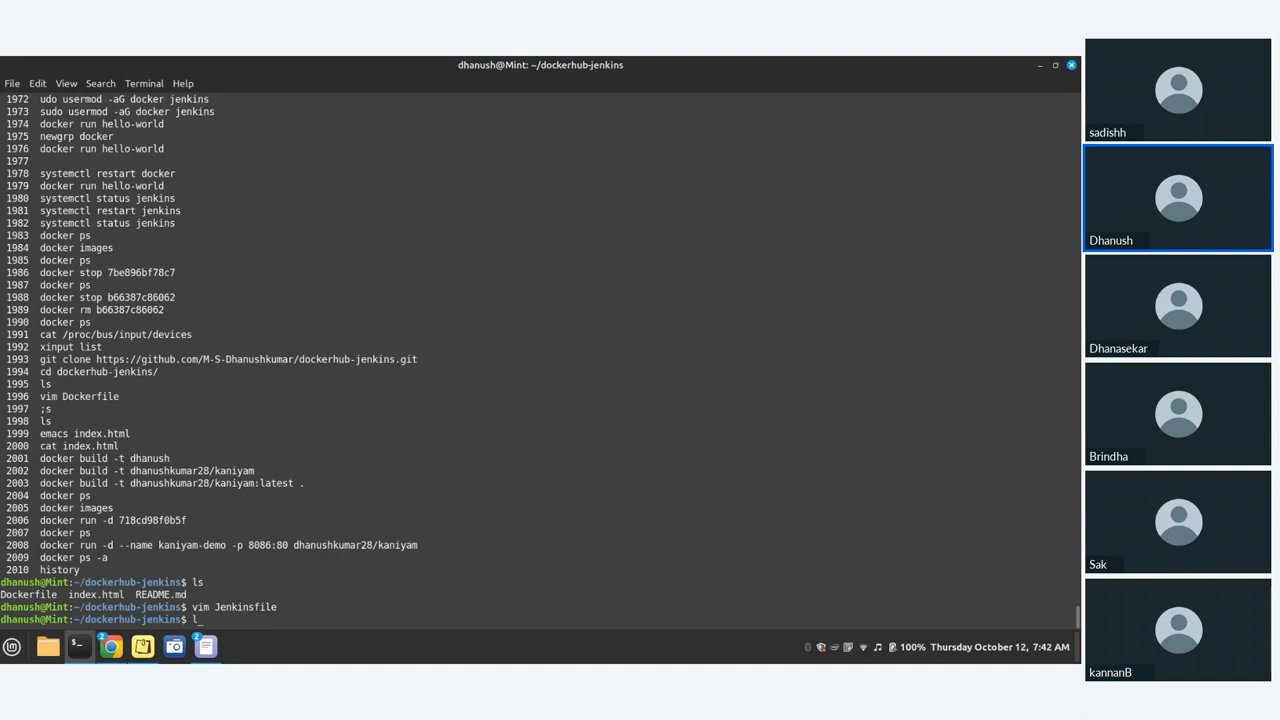 dhanush@Mint: ~/dockerhub-jenkins
File Edit View Search Terminal Help
1972 udo usermod -aG docker jenkins
1973 sudo usermod -aG docker jenkins
1974 docker run hello-world
1975 newgrp docker
1976 docker run hello-world
1977
1978 systemctl restart docker
1979 docker run hello-world
1980 systemctl status jenkins
1981 systemctl restart jenkins
1982 systemctl status jenkins
1983 docker ps
1984 docker images
1985 docker ps
1986 docker stop 7be896bf78c7
1987 docker ps
1988 docker stop b66387c86062
1989 docker rm b66387c86062
1990 docker ps
1991 cat /proc/bus/input/devices
1992 xinput list
1993 git clone https://github.com/M-S-Dhanushkumar/dockerhub-jenkins.git
1994 cd dockerhub-jenkins/
1995 ls
1996 vim Dockerfile
1997 ;s
1998 ls
1999 emacs index.html
2000 cat index.html
2001 docker build -t dhanush
2002 docker build -t dhanushkumar28/kaniyam
2003 docker build -t dhanushkumar28/kaniyam:latest .
2004 docker ps
2005 docker images
2006 docker run -d 718cd98f0b5f
2007 docker ps
2008 docker run -d --name kaniyam-demo -p 8086:80 dhanushkumar28/kaniyam
2009 docker ps -a
2010 history
dhanush@Mint:~/dockerhub-jenkins$ ls
Dockerfile index.html README.md
dhanush@Mint:~/dockerhub-jenkins$ vim Jenkinsfile
dhanush@Mint:~/dockerhub-jenkins$ l_
2
2
100% Thursday October 12, 7:42 AM
sadishh
Dhanush
Dhanasekar
Brindha
Sak
kannanB